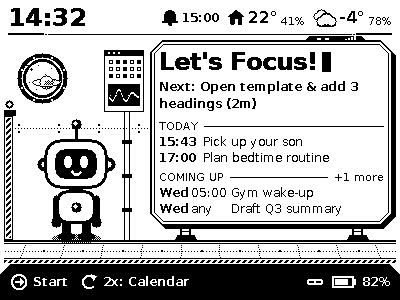 14:32 15:00 22° 41% -4° 78%
Let's Focus!
Next: Open template & add 3
headings (2m)
TODAY
15:43 Pick up your son
17:00 Plan bedtime routine
COMING UP +1 more
Wed 05:00 Gym wake-up
Wed any Draft Q3 summary
Start 2x: Calendar 82%